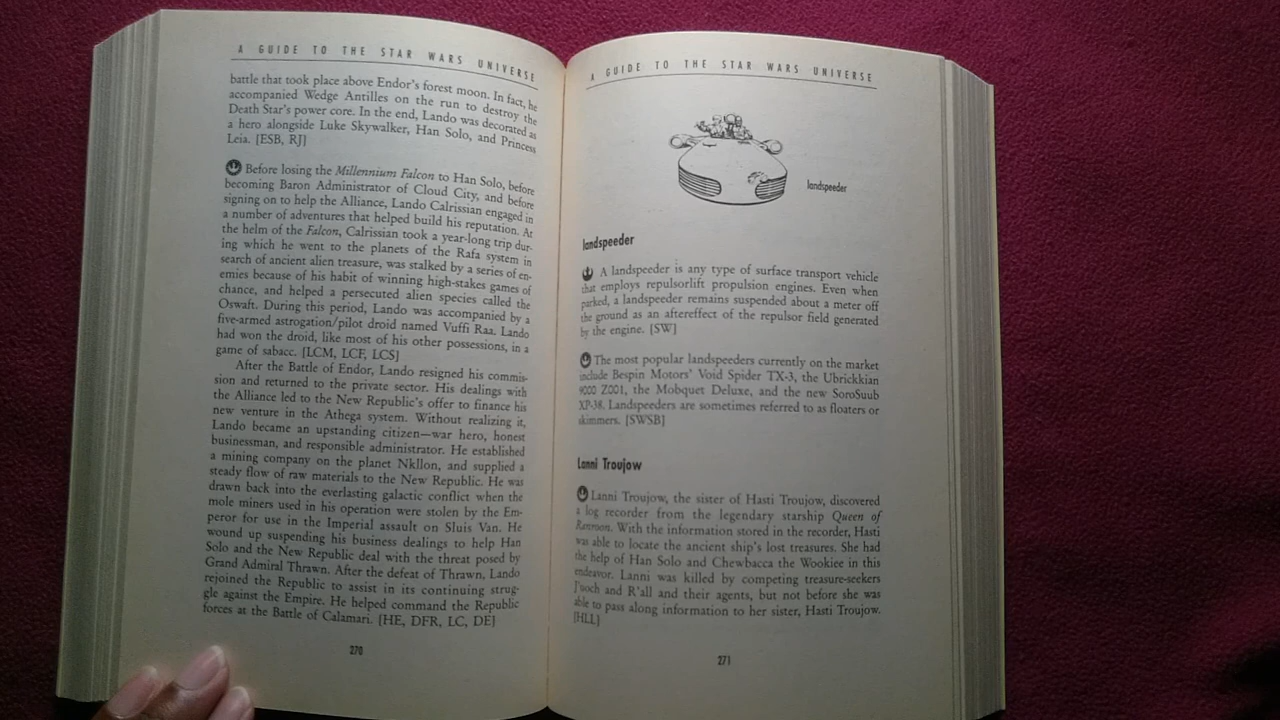 A GUIDE TO THE STAR WARS UNIVERSE
battle that took place above Endor's forest moon. In fact, he
accompanied Wedge Antilles on the run to destroy the
Death Star's power core. In the end, Lando was decorated as
a hero alongside Luke Skywalker, Han Solo, and Princess
Leia. [ESB, RJ]
Before losing the Millennium Falcon to Han Solo, before
becoming Baron Administrator of Cloud City, and before
signing on to help the Alliance, Lando Calrissian engaged in
a number of adventures that helped build his reputation. At
the helm of the Falcon, Calrissian took a year-long trip dur-
ing which he went to the planets of the Rafa system in
search of ancient alien treasure, was stalked by a series of en-
emies because of his habit of winning high-stakes games of
chance, and helped a persecuted alien species called the
Oswaft. During this period, Lando was accompanied by a
five-armed astrogation/pilot droid named Vuffi Raa. Lando
had won the droid, like most of his other possessions, in a
game of sabacc. [LCM, LCF, LCS]
After the Battle of Endor, Lando resigned his commis-
sion and returned to the private sector. His dealings with
the Alliance led to the New Republic's offer to finance his
new venture in the Athega system. Without realizing it,
Lando became an upstanding citizen—war hero, honest
businessman, and responsible administrator. He established
a mining company on the planet Nkllon, and supplied a
steady flow of raw materials to the New Republic. He was
drawn back into the everlasting galactic conflict when the
mole miners used in his operation were stolen by the Em-
peror for use in the Imperial assault on Sluis Van. He
wound up suspending his business dealings to help Han
Solo and the New Republic deal with the threat posed by
Grand Admiral Thrawn. After the defeat of Thrawn, Lando
rejoined the Republic to assist in its continuing strug-
gle against the Empire. He helped command the Republic
forces at the Battle of Calamari. [HE, DFR, LC, DE]
270
A GUIDE TO THE STAR WARS UNIVERSE
landspeeder
landspeeder
A landspeeder is any type of surface transport vehicle
that employs repulsorlift propulsion engines. Even when
parked, a landspeeder remains suspended about a meter off
the ground as an aftereffect of the repulsor field generated
by the engine. [SW]
The most popular landspeeders currently on the market
include Bespin Motors' Void Spider TX-3, the Ubrickkian
9000 Z001, the Mobquet Deluxe, and the new SoroSuub
XP-38. Landspeeders are sometimes referred to as floaters or
skimmers. [SWSB]
Lanni Troujow
Lanni Troujow, the sister of Hasti Troujow, discovered
a log recorder from the legendary starship Queen of
Ranroon. With the information stored in the recorder, Hasti
was able to locate the ancient ship's lost treasures. She had
the help of Han Solo and Chewbacca the Wookiee in this
endeavor. Lanni was killed by competing treasure-seekers
J'uoch and R'all and their agents, but not before she was
able to pass along information to her sister, Hasti Troujow.
[HLL]
271